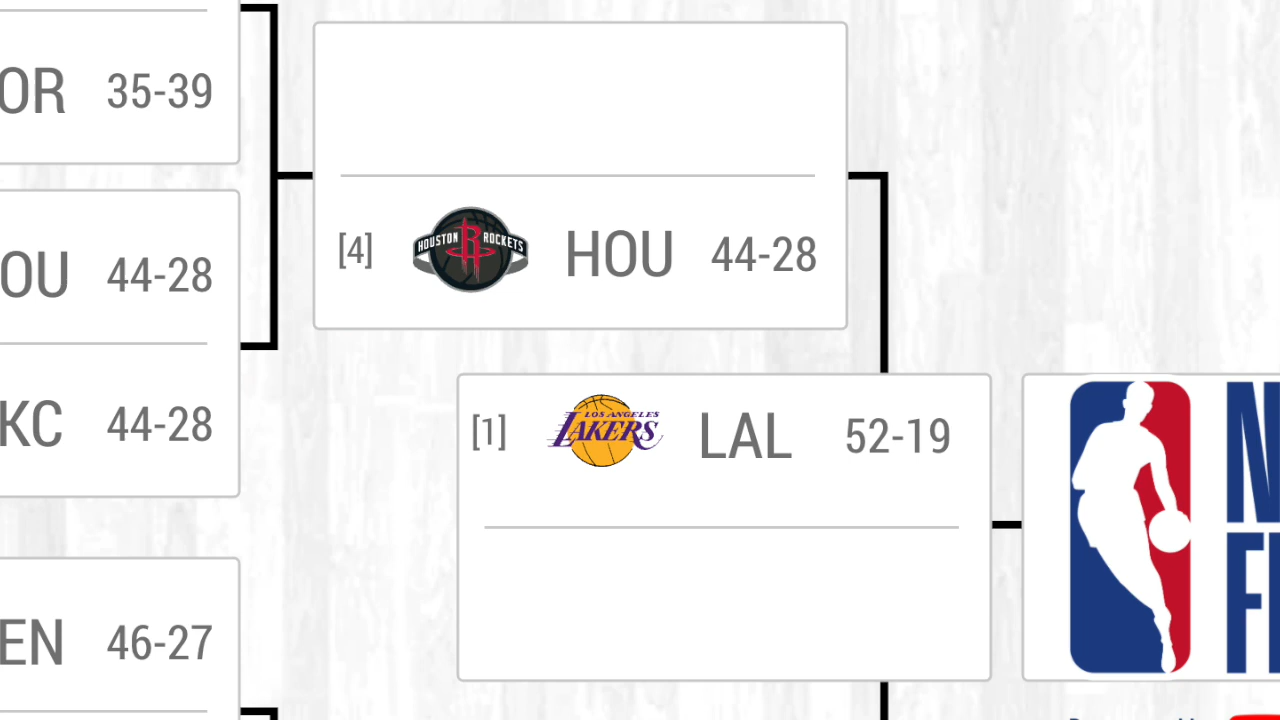 OR 35-39
OU 44-28
KC 44-28
EN 46-27
[4] HOUSTON ROCKETS HOU 44-28
[1] LOS ANGELES LAKERS LAL 52-19
N
F